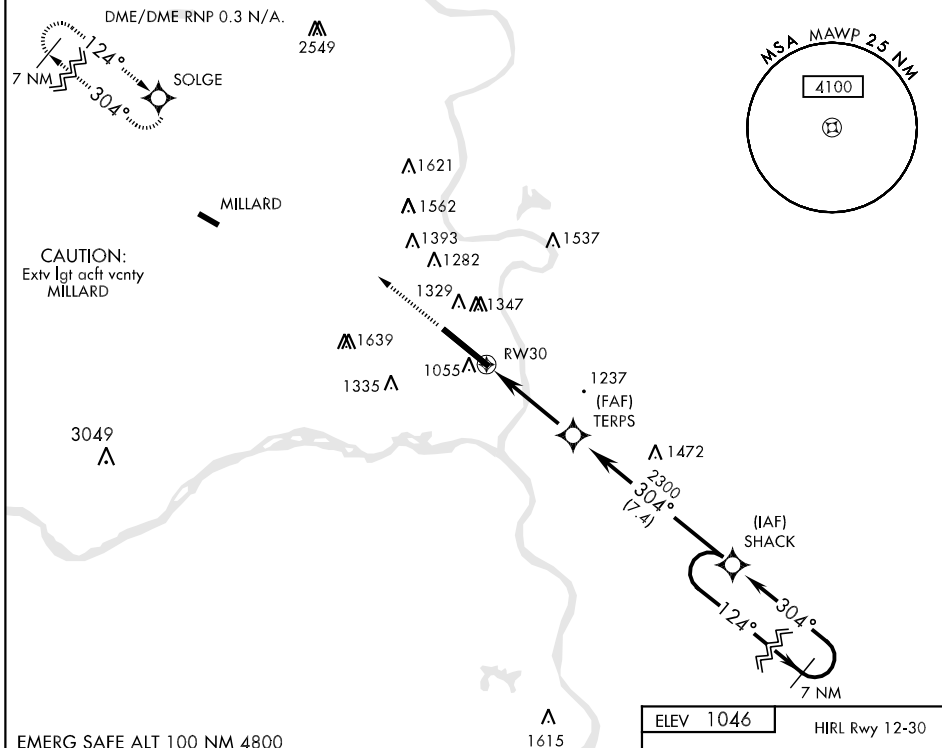 DME/DME RNP 0.3 N/A.
2549
124°
7 NM
304°
SOLGE
MSA MAWP 25 NM
4100
1621
MILLARD
1562
1393
1537
1282
CAUTION:
Extv lgt acft vcnty
MILLARD
1329
1347
1639
RW30
1055
1335
1237
(FAF)
TERPS
3049
1472
2300
304°
(7.4)
(IAF)
SHACK
124°
304°
7 NM
ELEV 1046
HIRL Rwy 12-30
1615
EMERG SAFE ALT 100 NM 4800